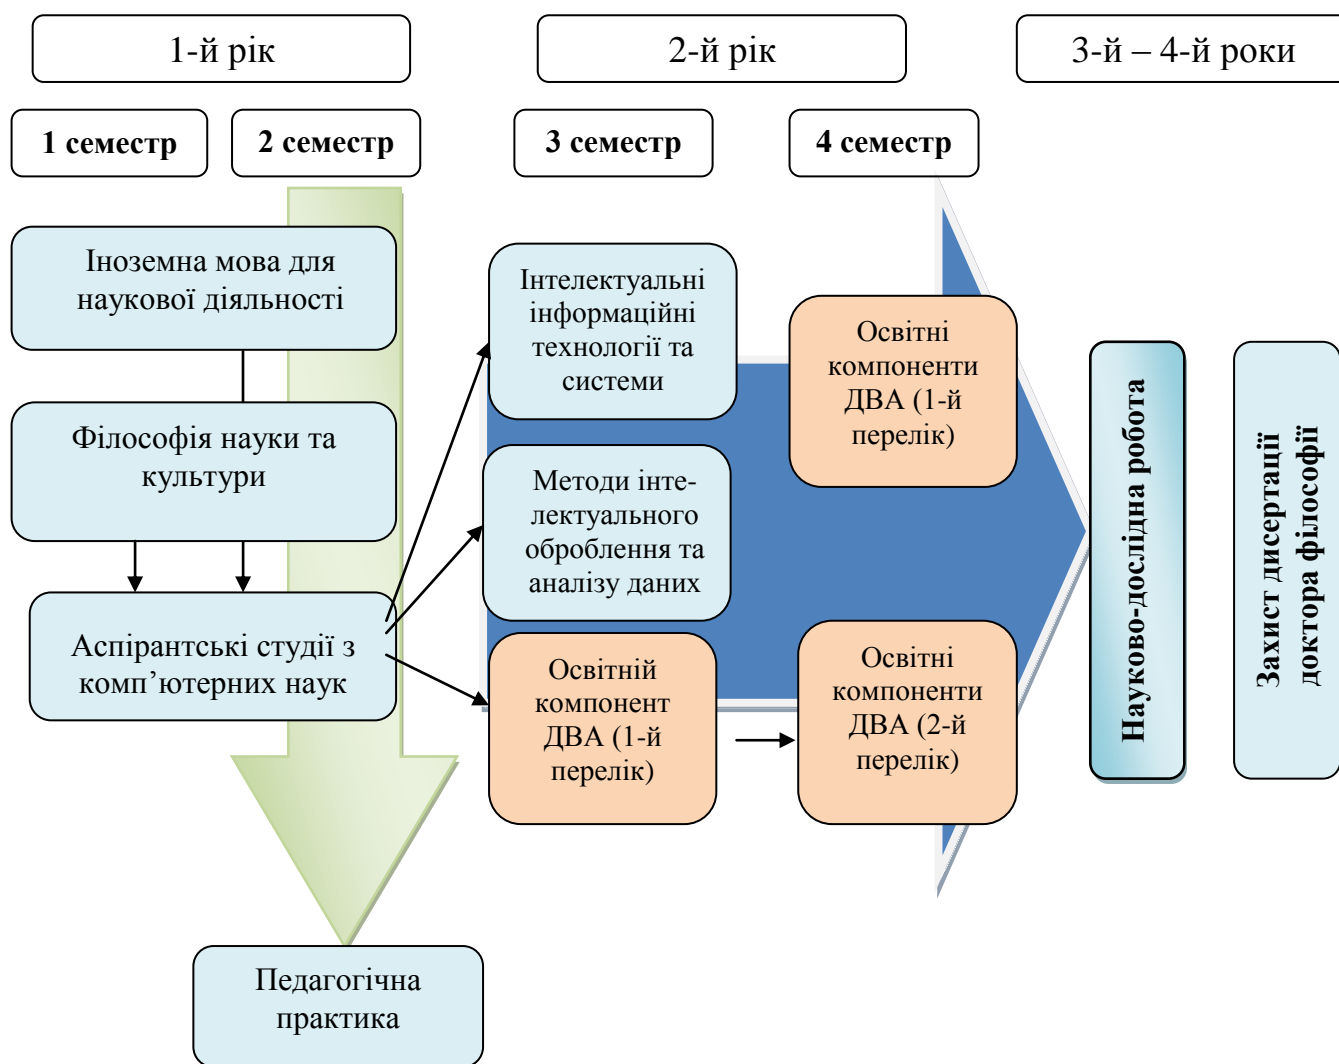 1-й рік
2-й рік
3-й – 4-й роки
1 семестр
2 семестр
3 семестр
4 семестр
Іноземна мова для
наукової діяльності
Філософія науки та
культури
Аспірантські студії з
комп’ютерних наук
Педагогічна
практика
Інтелектуальні
інформаційні
технології та
системи
Методи інте-
лектуального
оброблення та
аналізу даних
Освітній
компонент
ДВА (1-й
перелік)
Освітні
компоненти
ДВА (1-й
перелік)
Освітні
компоненти
ДВА (2-й
перелік)
Науково-дослідна робота
Захист дисертації
доктора філософії